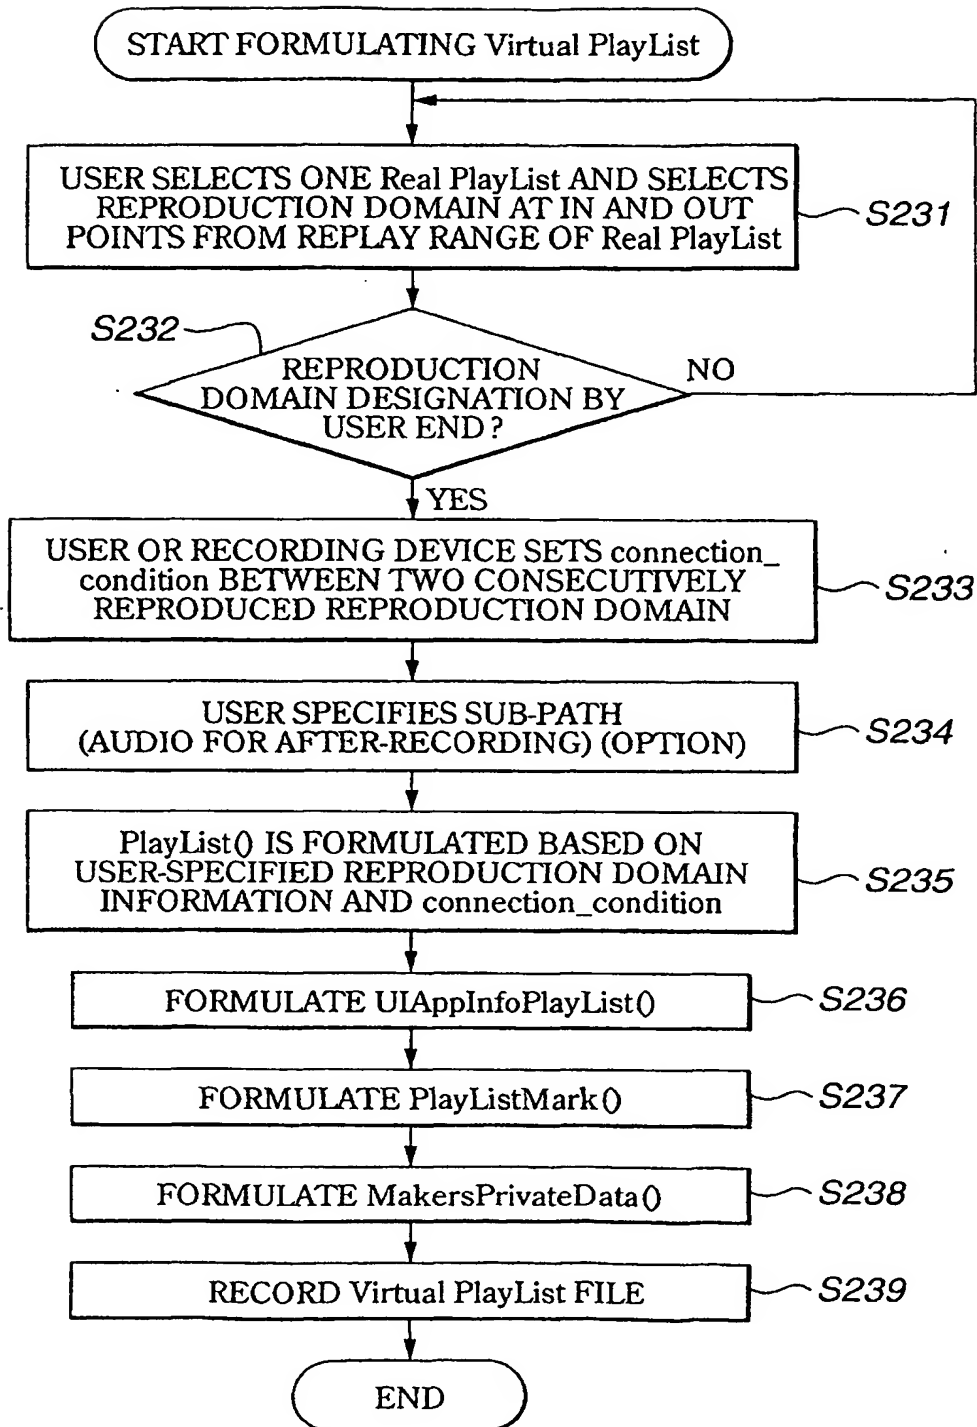 START FORMULATING Virtual PlayList
USER SELECTS ONE Real PlayList AND SELECTS
REPRODUCTION DOMAIN AT IN AND OUT
POINTS FROM REPLAY RANGE OF Real PlayList
S231
S232
REPRODUCTION
DOMAIN DESIGNATION BY
USER END?
NO
YES
USER OR RECORDING DEVICE SETS connection_
condition BETWEEN TWO CONSECUTIVELY
REPRODUCED REPRODUCTION DOMAIN
S233
USER SPECIFIES SUB-PATH
(AUDIO FOR AFTER-RECORDING) (OPTION)
S234
PlayList() IS FORMULATED BASED ON
USER-SPECIFIED REPRODUCTION DOMAIN
INFORMATION AND connection_condition
S235
FORMULATE UIAppInfoPlayList()
S236
FORMULATE PlayListMark()
S237
FORMULATE MakersPrivateData()
S238
RECORD Virtual PlayList FILE
S239
END